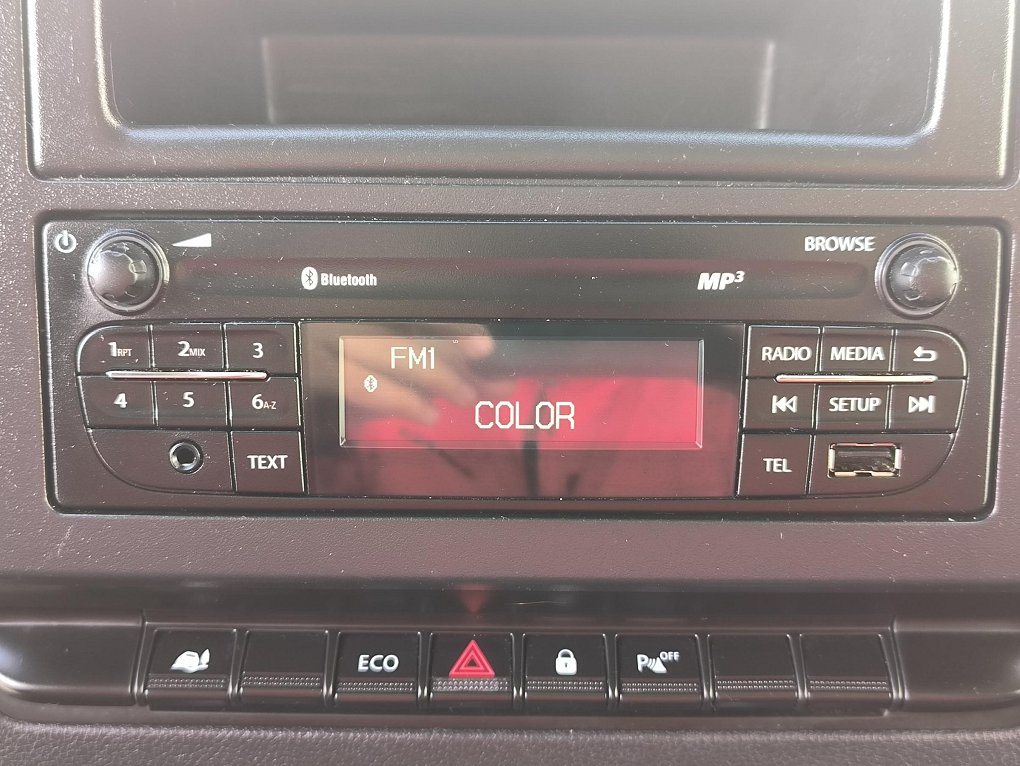 BROWSE
Bluetooth
MP3
1RPT 2MIX 3
4 5 6A-Z
TEXT
FM1
COLOR
RADIO MEDIA
SETUP
TEL
ECO
P OFF